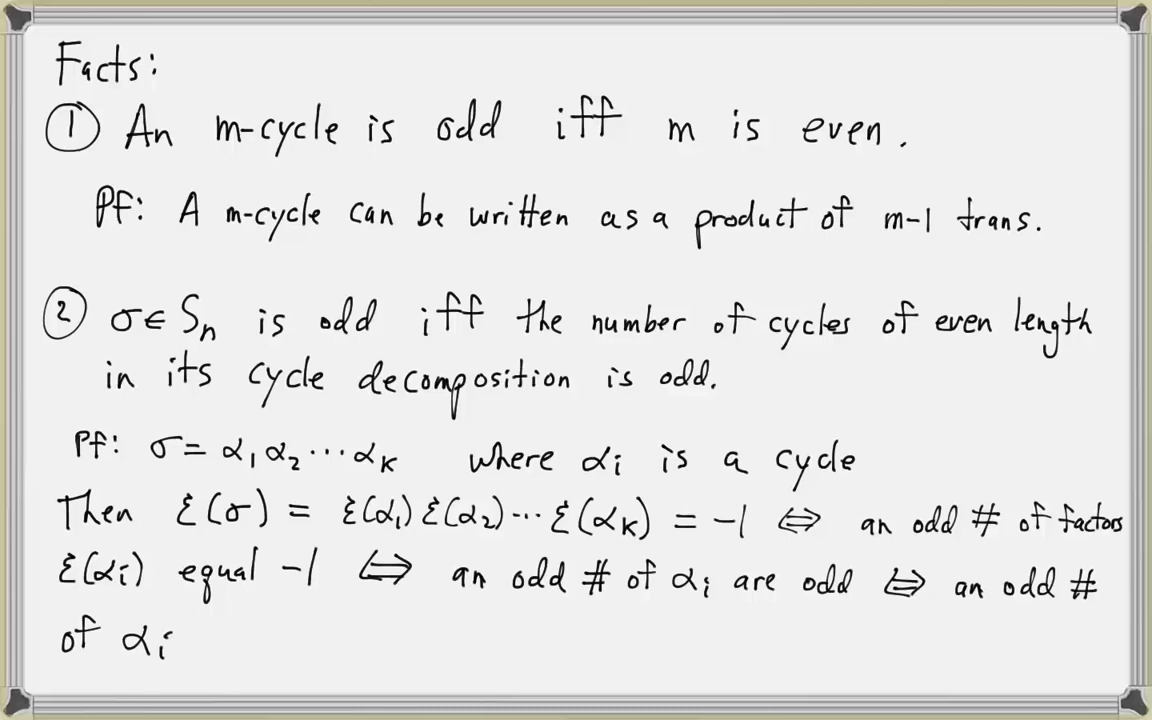 Facts:
① An m-cycle is odd iff m is even.
Pf: A m-cycle can be written as a product of m-1 trans.
② σ∈ Sn is odd iff the number of cycles of even length
in its cycle decomposition is odd.
Pf: σ= α₁α₂⋯αₖ where αᵢ is a cycle
Then ξ(σ) = ξ(α₁) ξ(α₂)⋯ ξ(αₖ) = -1 ⇔ an odd # of factors
ξ(αᵢ) equal -1 ⇔ an odd # of αᵢ are odd ⇔ an odd #
of αᵢ